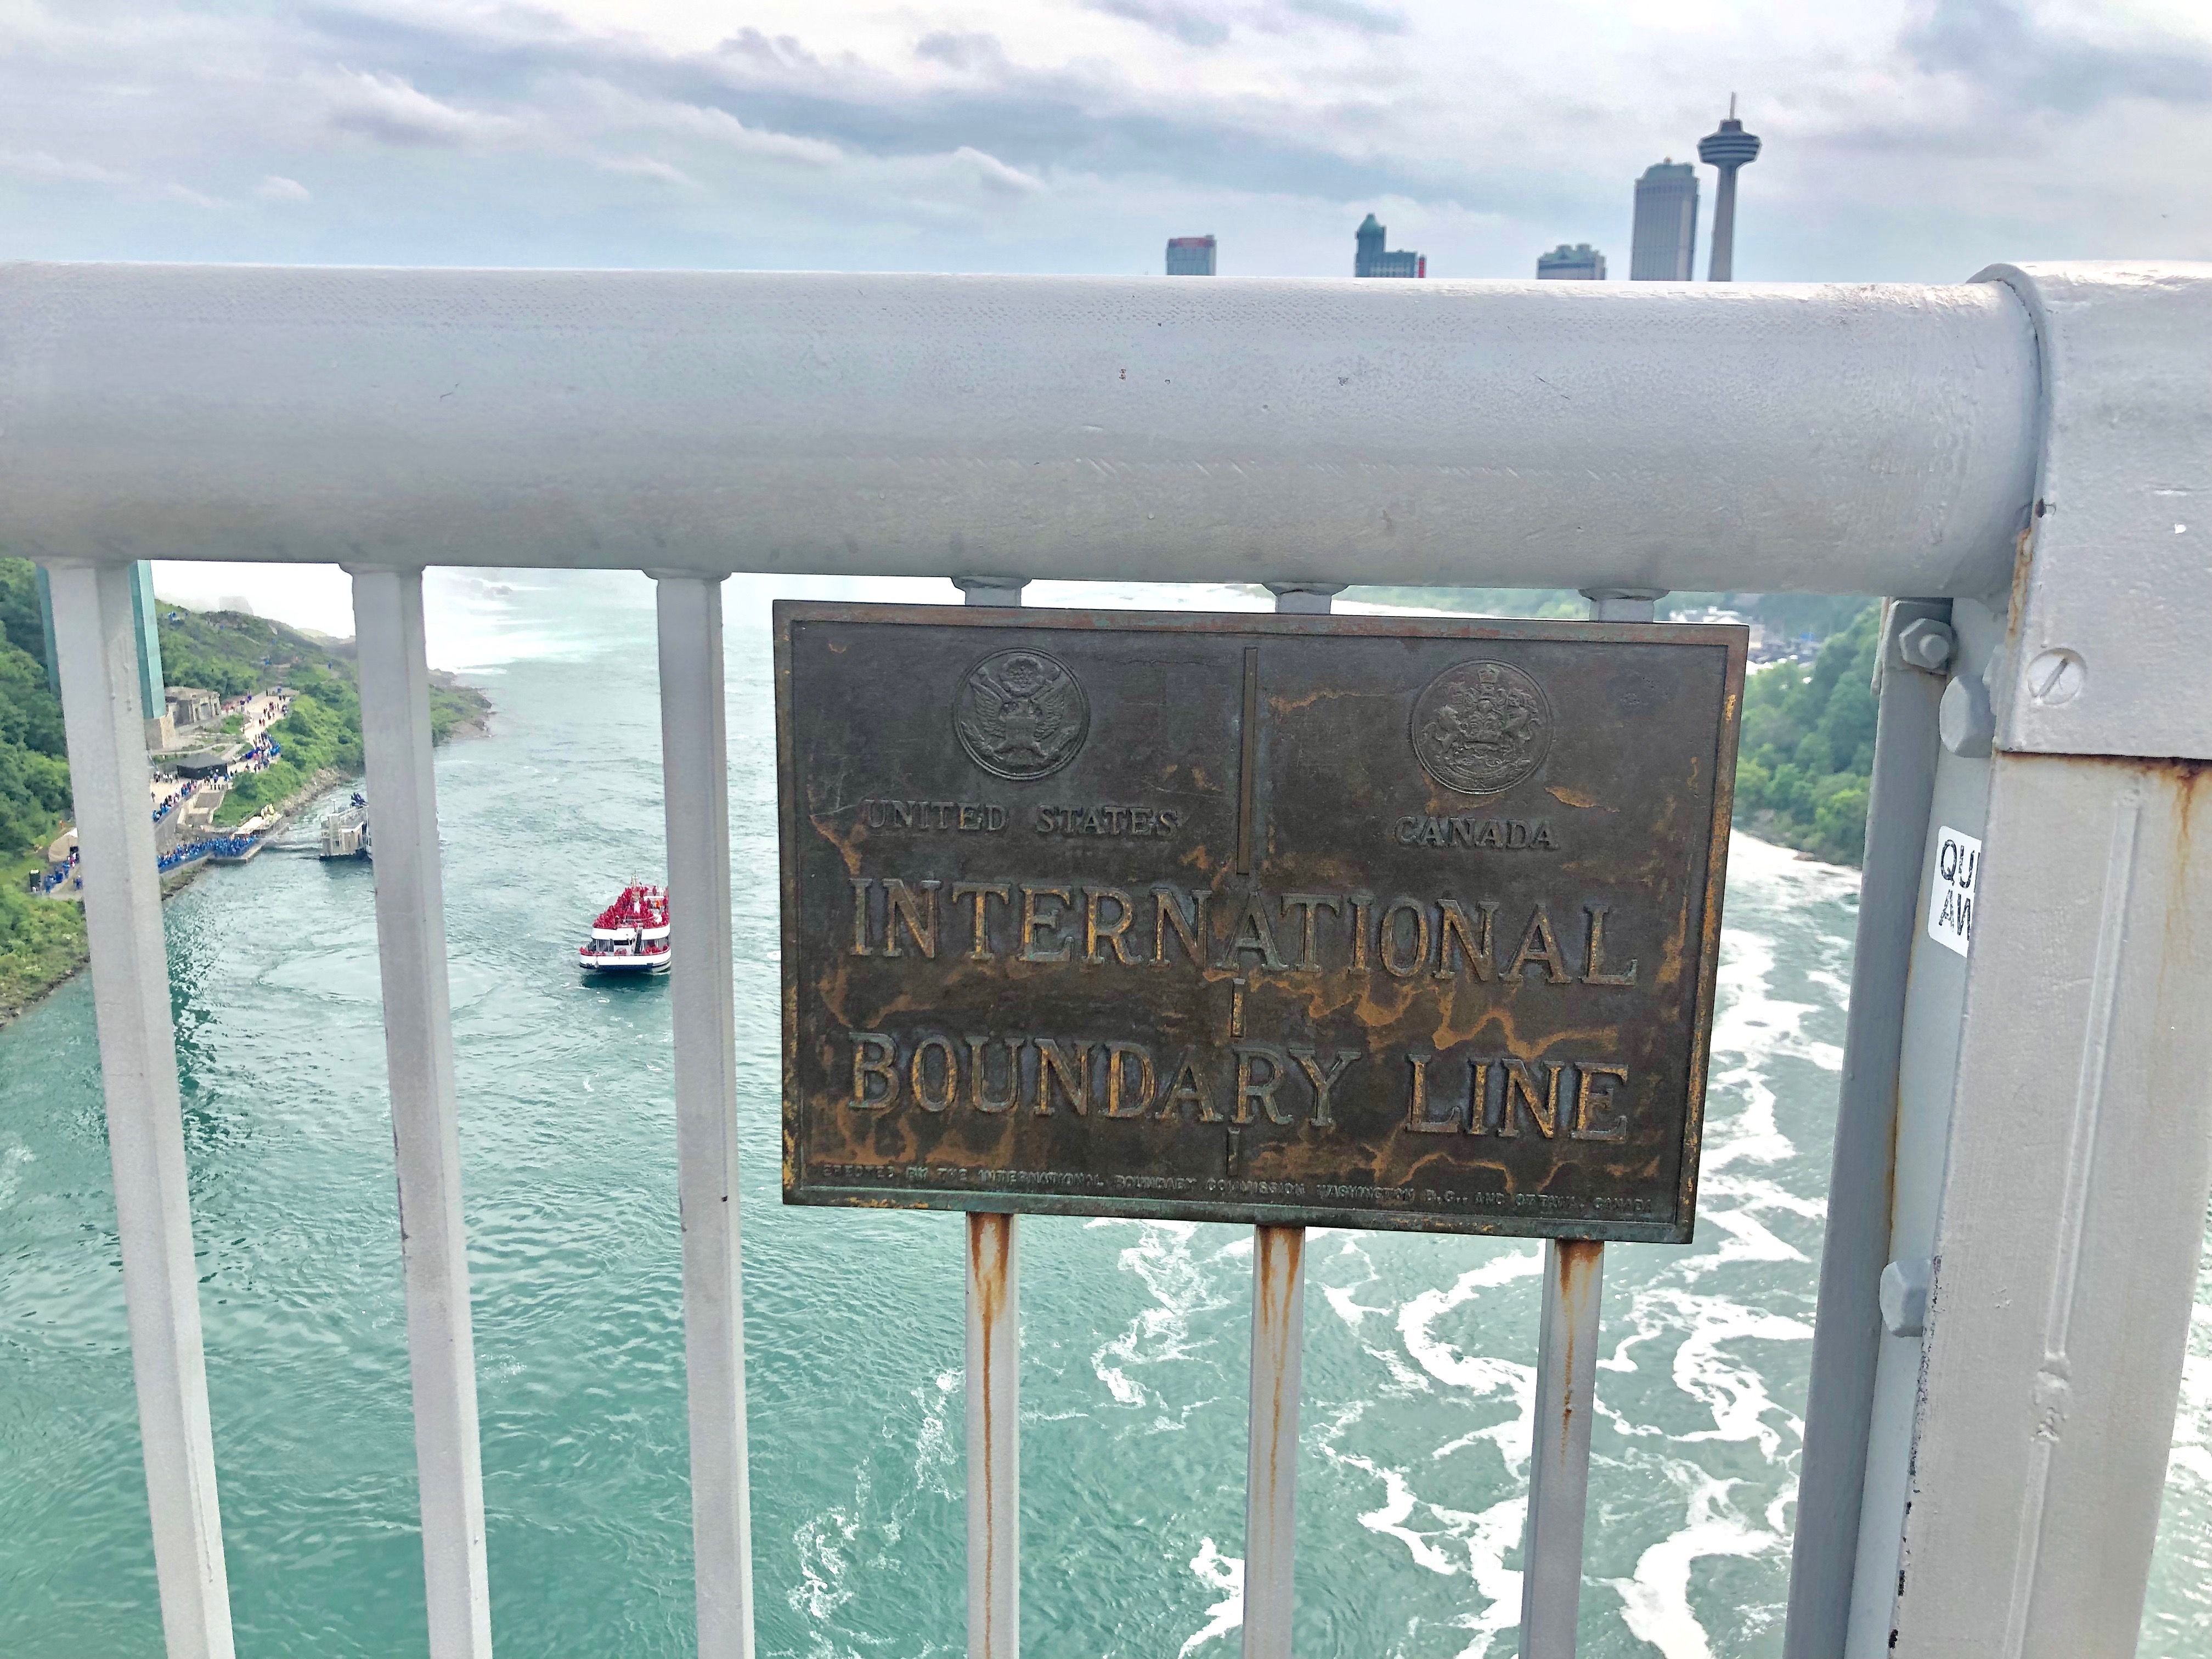 UNITED STATES CANADA
INTERNATIONAL
BOUNDARY LINE
ERECTED BY THE INTERNATIONAL BOUNDARY COMMISSION WASHINGTON D.C., AND OTTAWA, CANADA